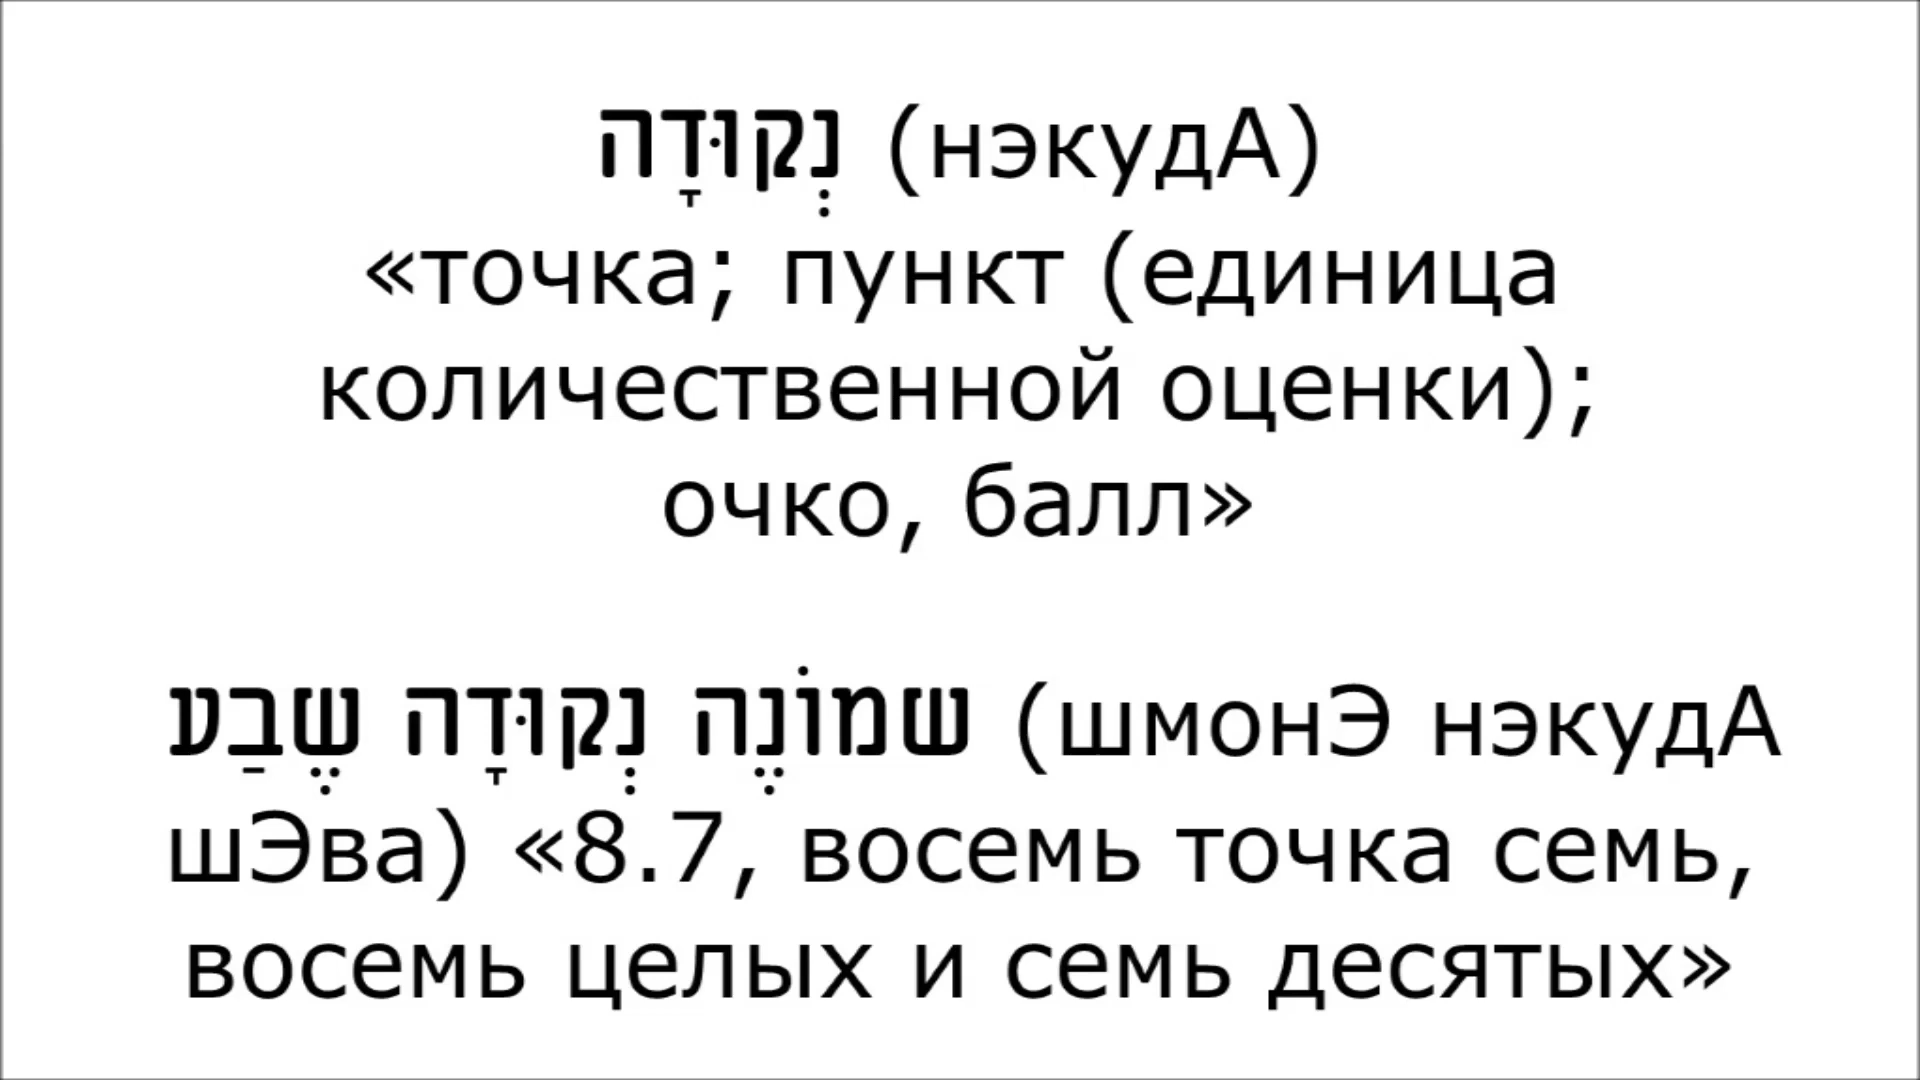 נְקוּדָה (нэкудА)
«точка; пункт (единица
количественной оценки);
очко, балл»
שמוֹנֶה נְקוּדָה שֶבַע (шмонЭ нэкудА
шЭва) «8.7, восемь точка семь,
восемь целых и семь десятых»